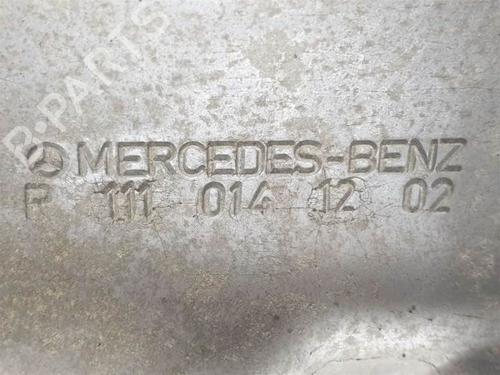 B-PARTS
MERCEDES-BENZ
R 111 014 12 02